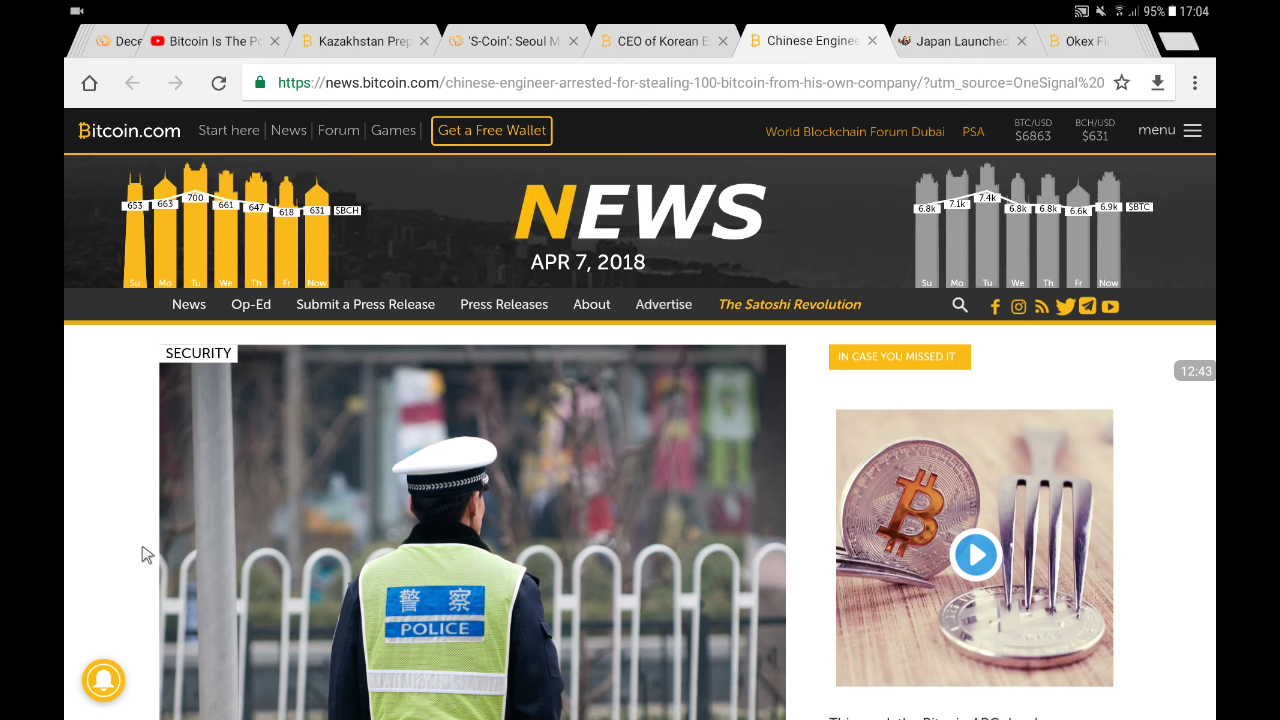 95% 17:04
Dece
Bitcoin Is The Po
Kazakhstan Prep
'S-Coin': Seoul M
CEO of Korean E
Chinese Enginee
Japan Launched
Okex Fi
https://news.bitcoin.com/chinese-engineer-arrested-for-stealing-100-bitcoin-from-his-own-company/?utm_source=OneSignal%20
Bitcoin.com
Start here
News
Forum
Games
Get a Free Wallet
World Blockchain Forum Dubai
PSA
BTC/USD
$6863
BCH/USD
$631
menu
653
663
700
661
647
618
631
$BCH
Su
Mo
Tu
We
Th
Fr
Now
NEWS
APR 7, 2018
6.8k
7.1k
7.4k
6.8k
6.8k
6.6k
6.9k
$BTC
Su
Mo
Tu
We
Th
Fr
Now
News
Op-Ed
Submit a Press Release
Press Releases
About
Advertise
The Satoshi Revolution
SECURITY
IN CASE YOU MISSED IT
12:43
警察
POLICE